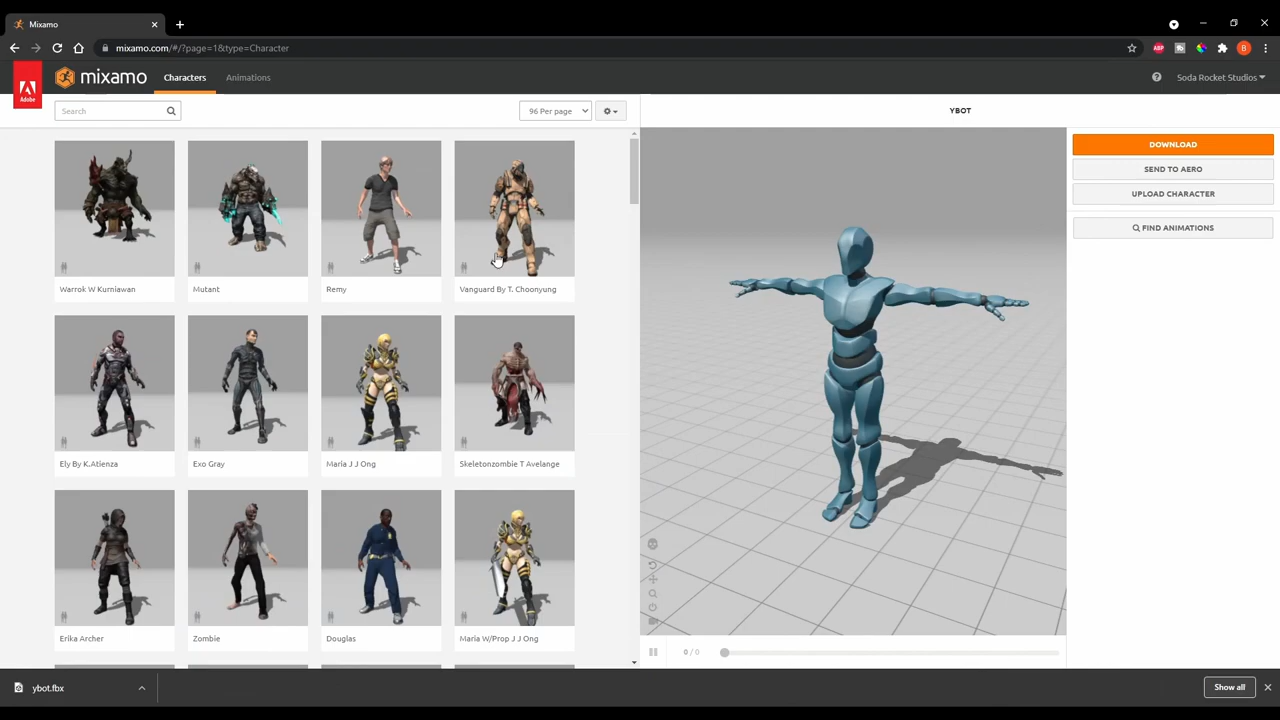 Mixamo
mixamo.com/#/?page=1&type=Character
ABP
B
Adobe
mixamo
Characters
Animations
Soda Rocket Studios
Search
96 Per page
YBOT
DOWNLOAD
SEND TO AERO
UPLOAD CHARACTER
FIND ANIMATIONS
Warrok W Kurniawan
Mutant
Remy
Vanguard By T. Choonyung
Ely By K.Atienza
Exo Gray
Maria J J Ong
Skeletonzombie T Avelange
Erika Archer
Zombie
Douglas
Maria W/Prop J J Ong
0 / 0
ybot.fbx
Show all